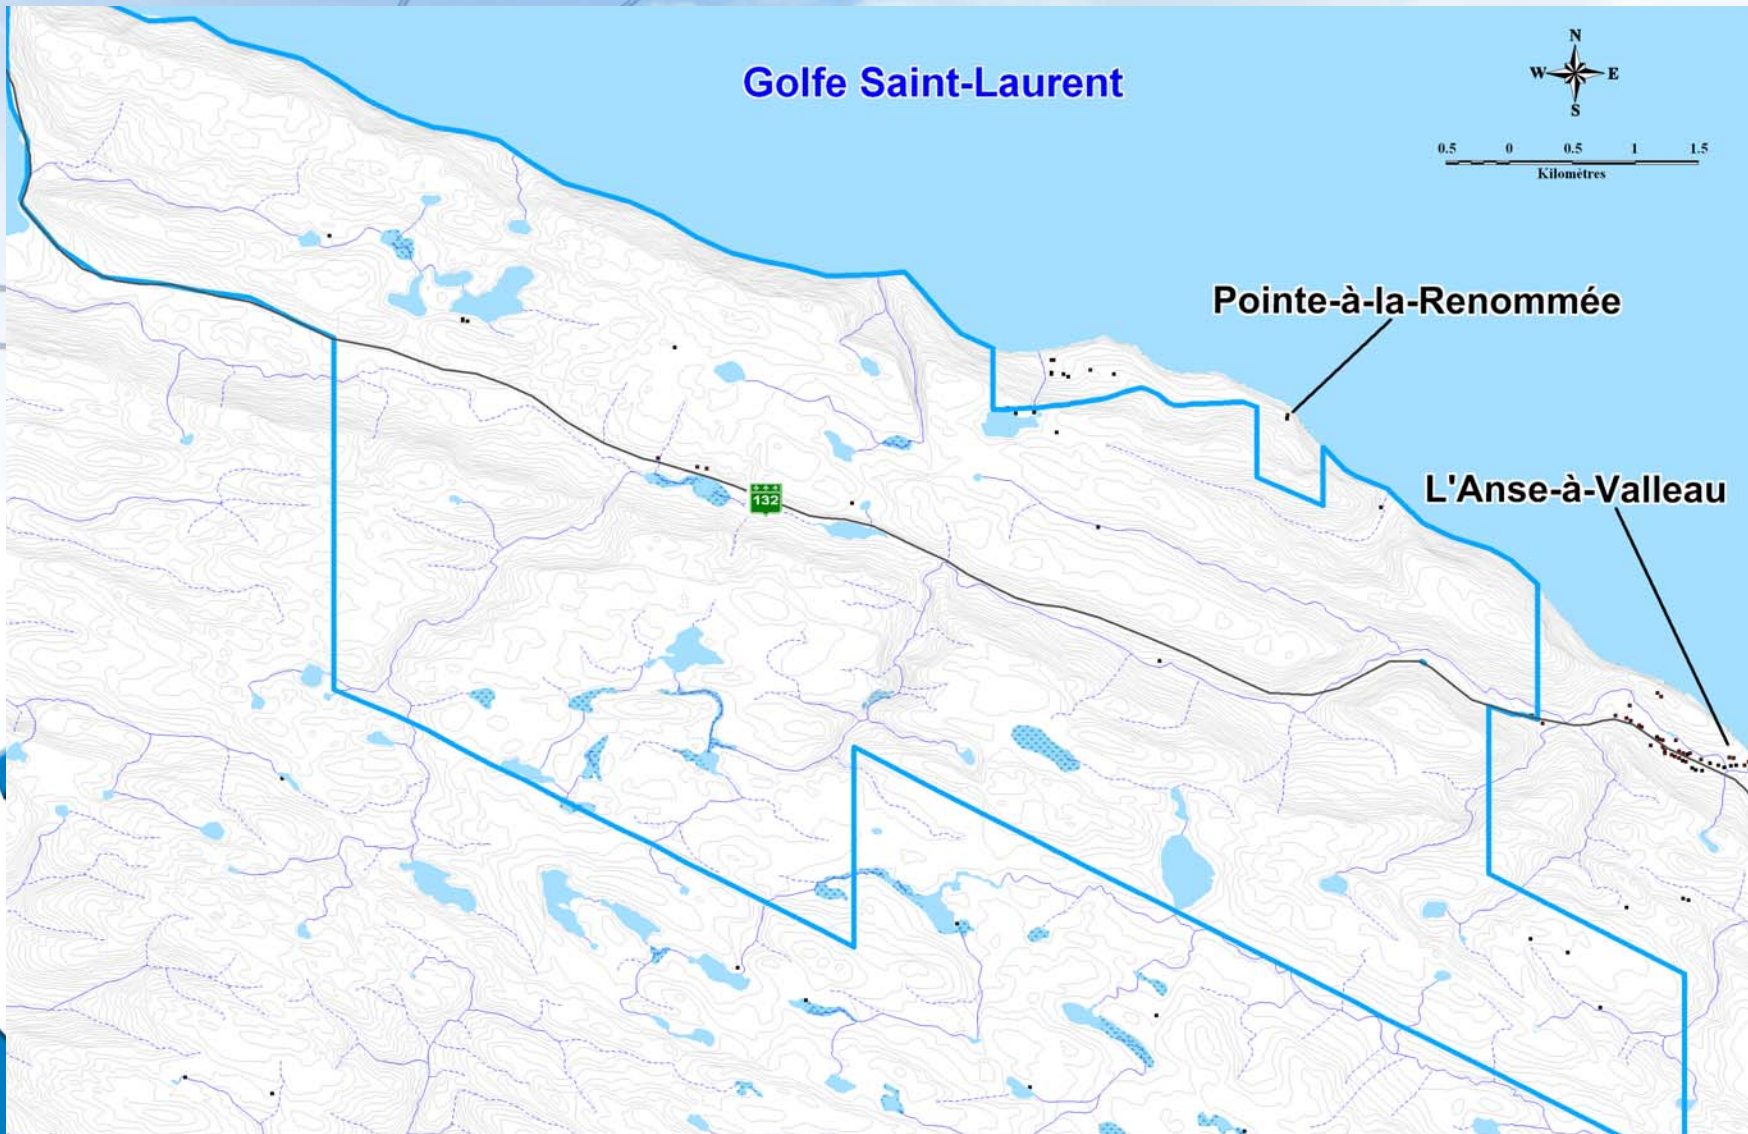 Golfe Saint-Laurent
N
W E
S
0.5 0 0.5 1 1.5
Kilomètres
Pointe-à-la-Renommée
L'Anse-à-Valleau
132